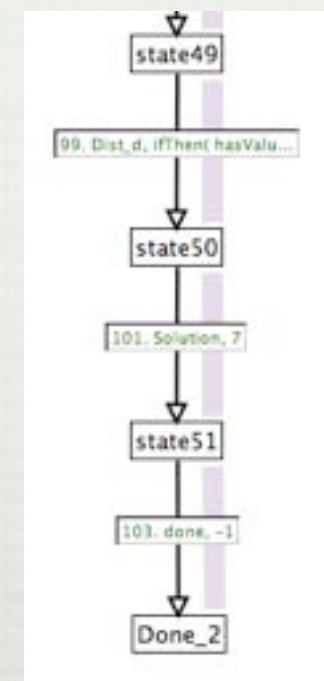 state49
99. Dist_d, ifThen( hasValu...
state50
101. Solution, 7
state51
103. done, -1
Done_2